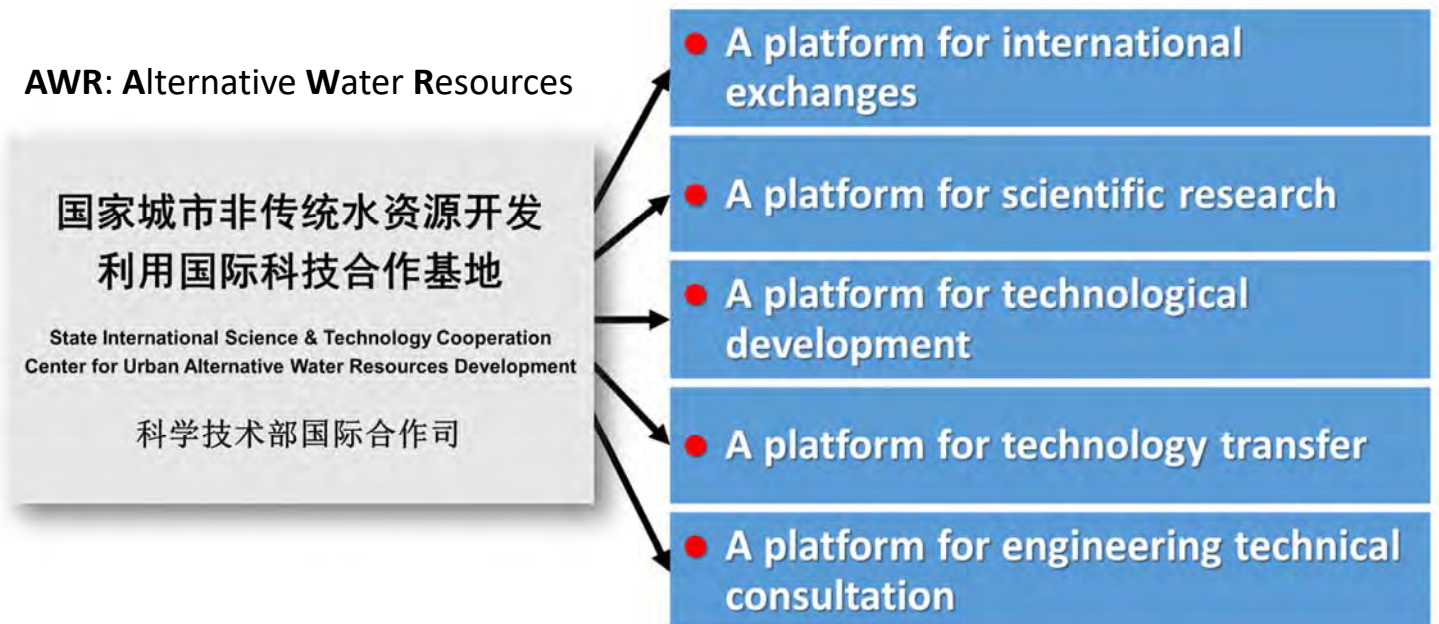 AWR: Alternative Water Resources
国家城市非传统水资源开发
利用国际科技合作基地
State International Science & Technology Cooperation
Center for Urban Alternative Water Resources Development
科学技术部国际合作司
A platform for international
exchanges
A platform for scientific research
A platform for technological
development
A platform for technology transfer
A platform for engineering technical
consultation